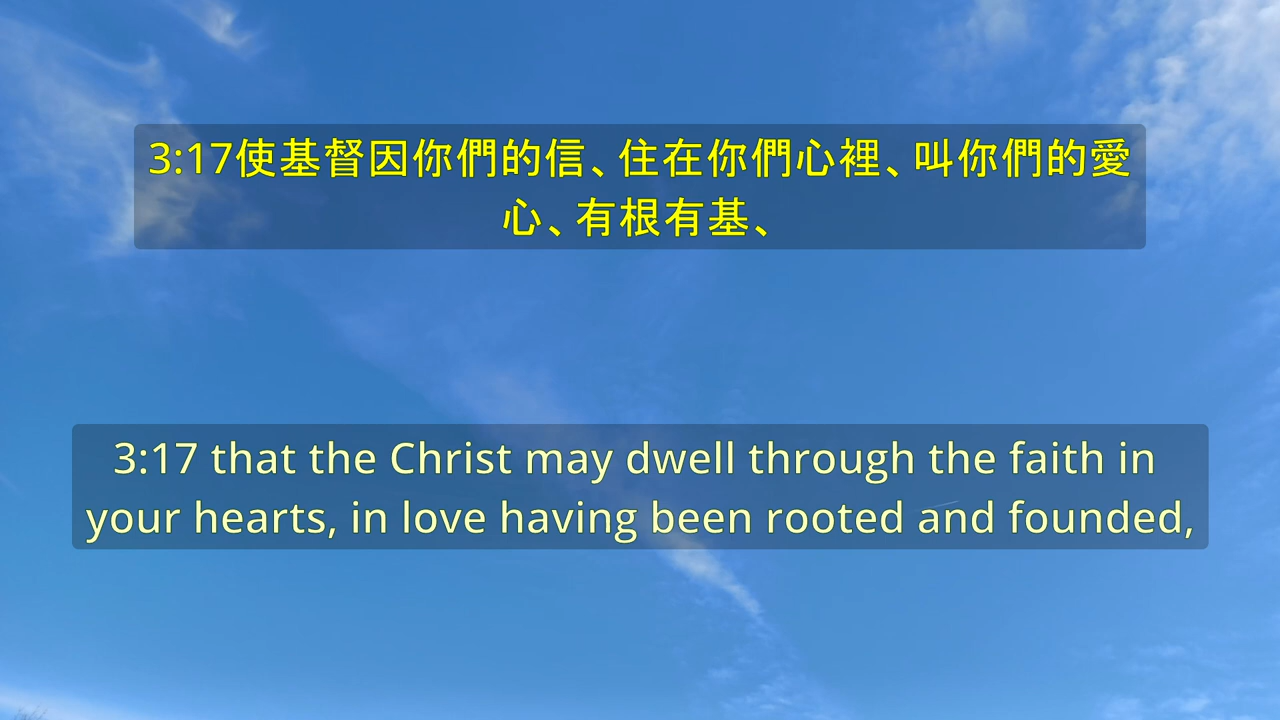 3:17使基督因你們的信、住在你們心裡、叫你們的愛
心、有根有基、
3:17 that the Christ may dwell through the faith in
your hearts, in love having been rooted and founded,